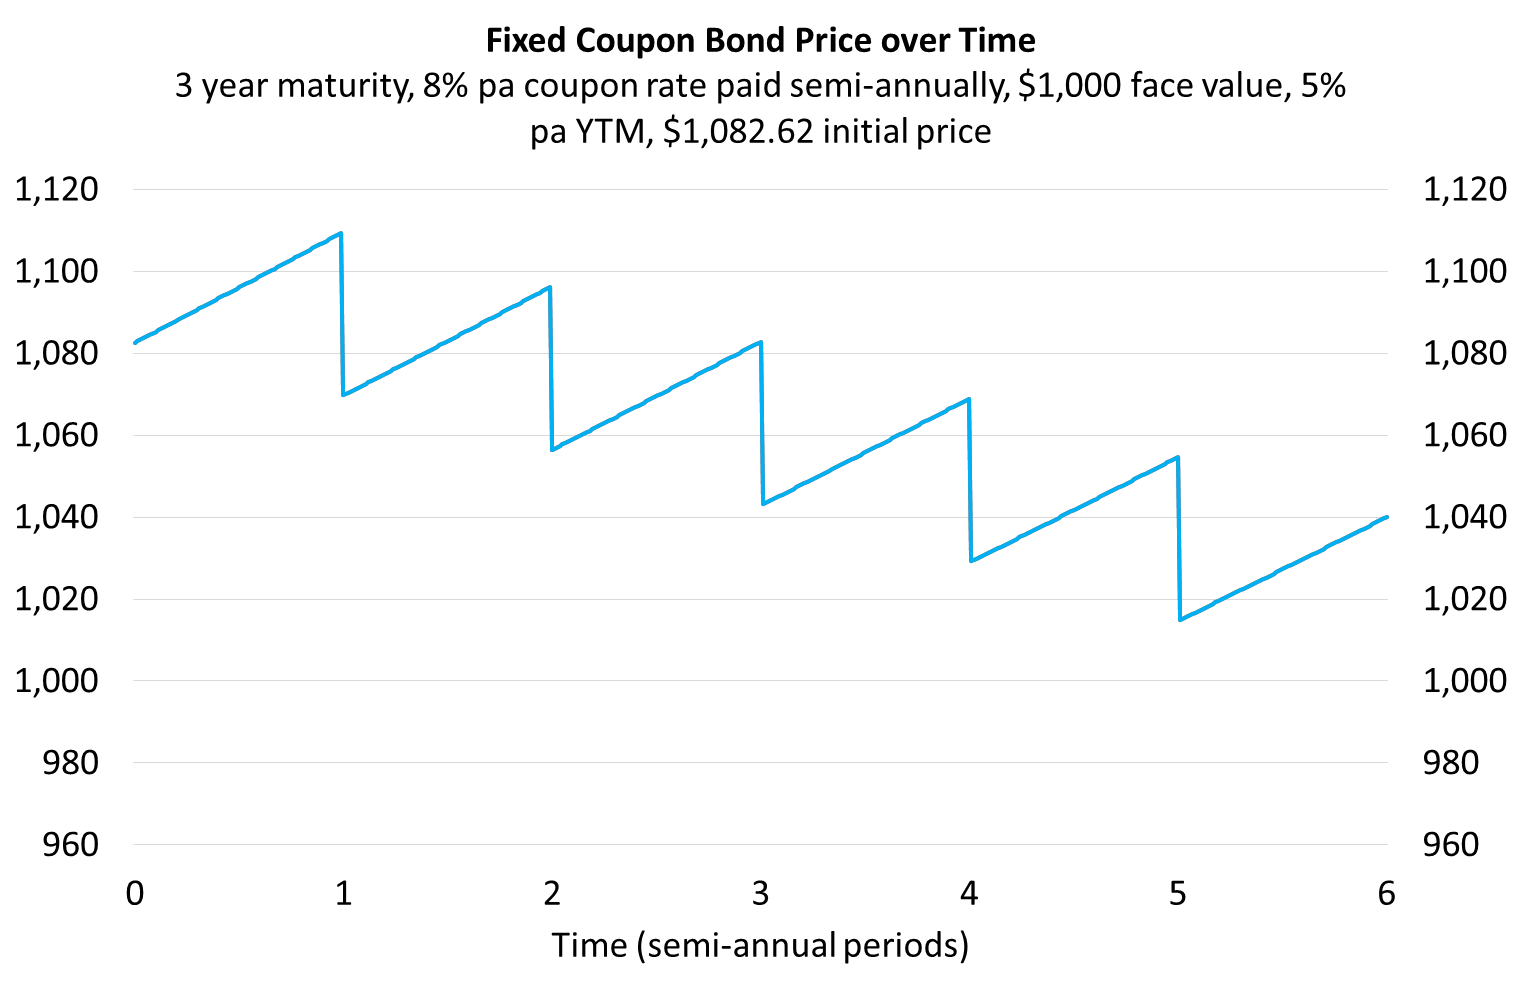 Fixed Coupon Bond Price over Time
3 year maturity, 8% pa coupon rate paid semi-annually, $1,000 face value, 5%
pa YTM, $1,082.62 initial price
1,120 1,120
1,100 1,100
1,080 1,080
1,060 1,060
1,040 1,040
1,020 1,020
1,000 1,000
980 980
960 960
0 1 2 3 4 5 6
Time (semi-annual periods)